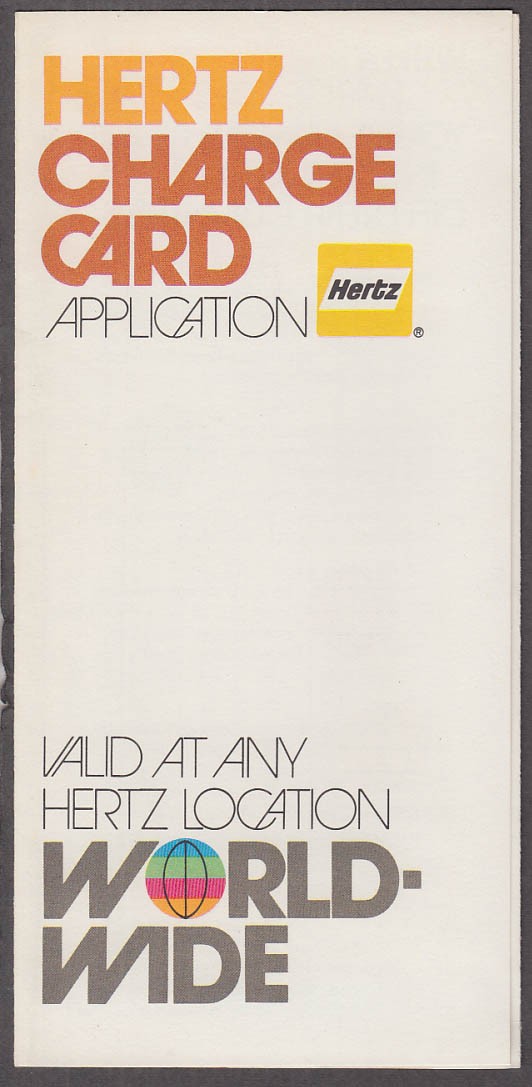 HERTZ
CHARGE
CARD
APPLICATION
Hertz
®
VALID AT ANY
HERTZ LOCATION
WORLD-
WIDE